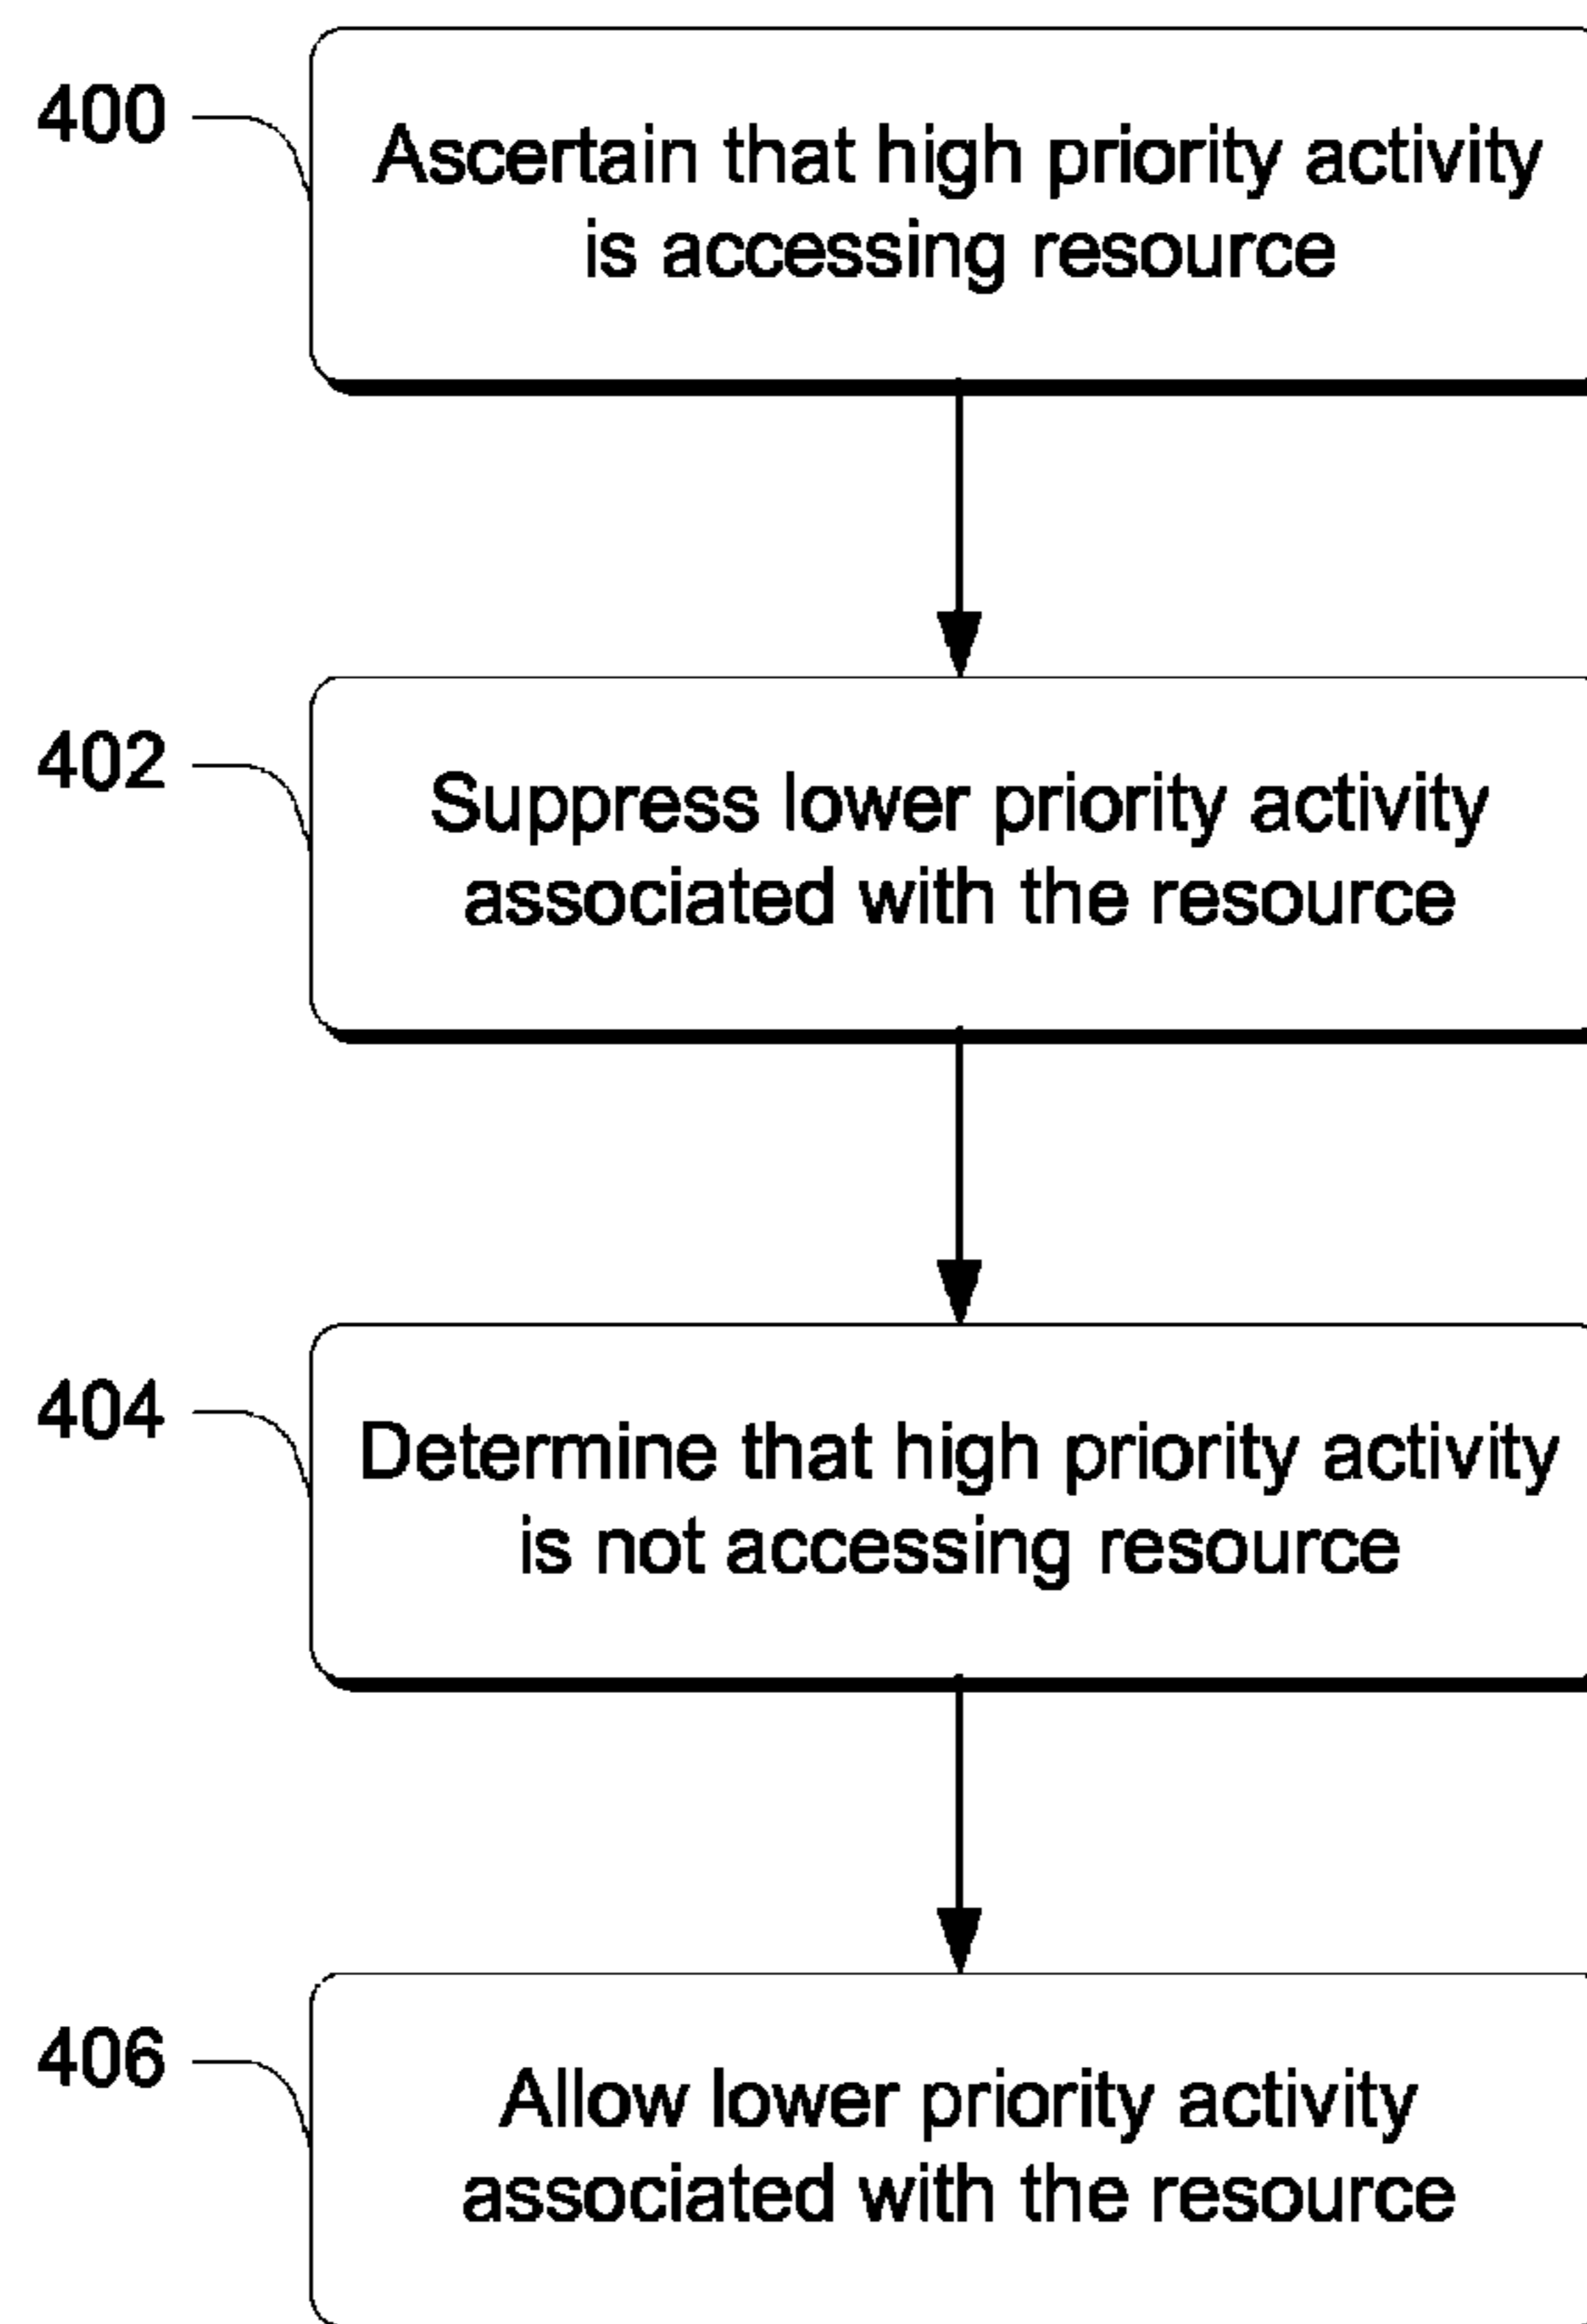 400
Ascertain that high priority activity
is accessing resource
402
Suppress lower priority activity
associated with the resource
404
Determine that high priority activity
is not accessing resource
406
Allow lower priority activity
associated with the resource